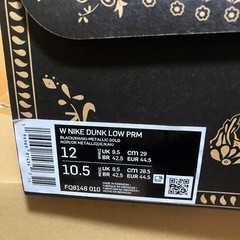 W NIKE DUNK LOW PRM
BLACK/KHAKI-METALLIC GOLD
NOIR/OR METALLIQUE/KAKI
12 UK 9.5 cm 29
BR 42.5 EUR 44.5
10.5 UK 9.5 cm 28.5
BR 42.5 EUR 44.5
FQ8148 010